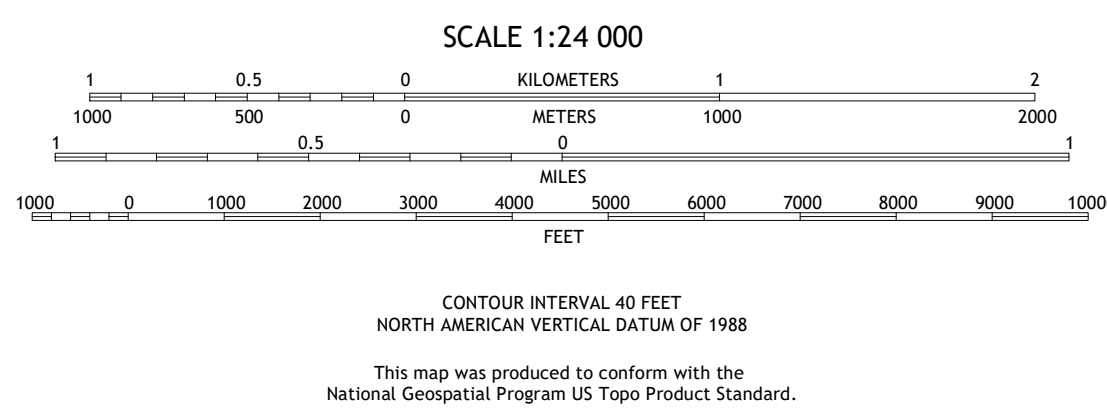 SCALE 1:24 000
1 0.5 0 KILOMETERS 1 2
1000 500 0 METERS 1000 2000
1 0.5 0 1
MILES
1000 0 1000 2000 3000 4000 5000 6000 7000 8000 9000 1000
FEET
CONTOUR INTERVAL 40 FEET
NORTH AMERICAN VERTICAL DATUM OF 1988
This map was produced to conform with the
National Geospatial Program US Topo Product Standard.